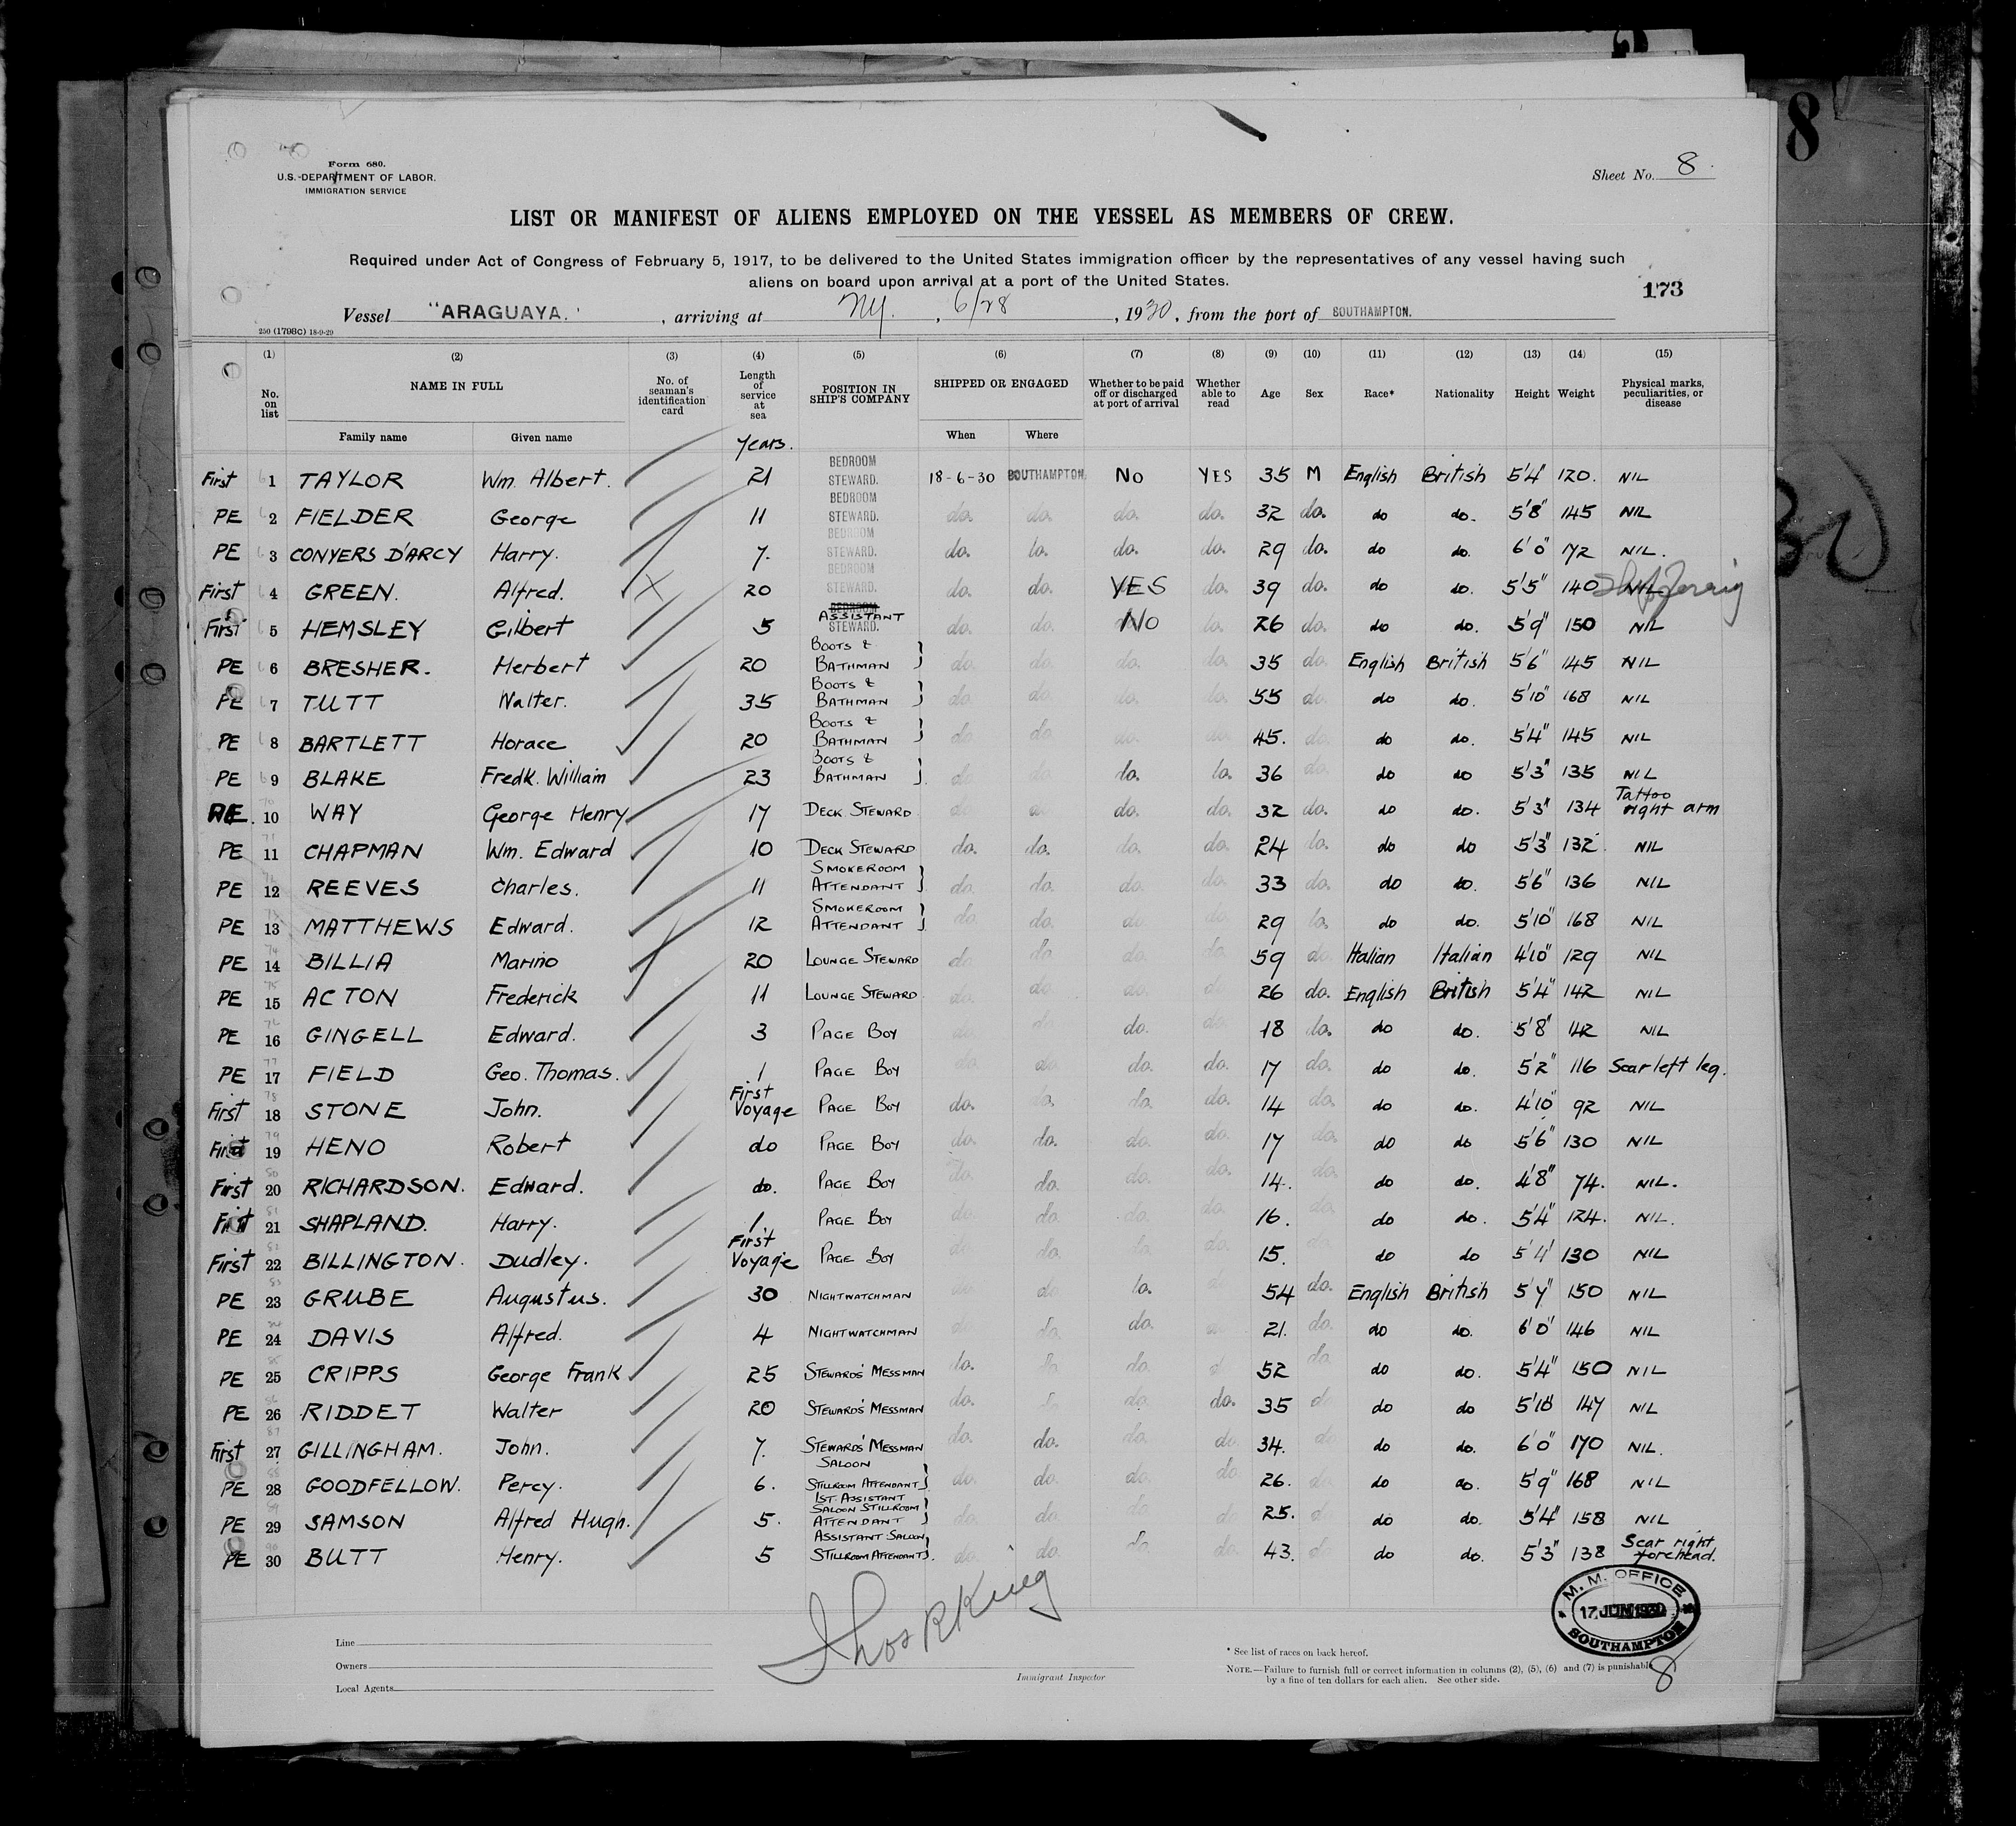 8
Form 680.
U.S. DEPARTMENT OF LABOR.
IMMIGRATION SERVICE
Sheet No. 8
LIST OR MANIFEST OF ALIENS EMPLOYED ON THE VESSEL AS MEMBERS OF CREW.
Required under Act of Congress of February 5, 1917, to be delivered to the United States immigration officer by the representatives of any vessel having such
aliens on board upon arrival at a port of the United States.
173
Vessel "ARAGUAYA." , arriving at NY. , 6/28 , 1930, from the port of SOUTHAMPTON.
250 (1798c) 18-9-29
(1) (2) (3) (4) (5) (6) (7) (8) (9) (10) (11) (12) (13) (14) (15)
No. on list NAME IN FULL Family name Given name No. of seaman's identification card Length of service at sea POSITION IN SHIP'S COMPANY SHIPPED OR ENGAGED When Where Whether to be paid off or discharged at port of arrival Whether able to read Age Sex Race* Nationality Height Weight Physical marks, peculiarities, or disease
Years.
First 1 TAYLOR Wm. Albert. 21 BEDROOM STEWARD. 18-6-30 SOUTHAMPTON. No YES 35 M English British 5'4" 120. NIL
PE 2 FIELDER George 11 BEDROOM STEWARD. do. do. do. do. 32 do. do do. 5'8" 145 NIL
PE 3 CONYERS D'ARCY Harry. 7. BEDROOM STEWARD. do. do. do. do. 29 do. do do. 6'0" 172 NIL.
First 4 GREEN. Alfred. X 20 BEDROOM STEWARD. do. do. YES do. 39 do. do do. 5'5" 140 NIL
First 5 HEMSLEY Gilbert 5 ASSISTANT STEWARD. do. do. No do. 26 do. do do. 5'9" 150 NIL
PE 6 BRESHER. Herbert 20 BOOTS & BATHMAN } do. do. do. do. 35 do. English British 5'6" 145 NIL
PE 7 TUTT Walter. 35 BOOTS & BATHMAN } do. do. do. do. 55 do. do do. 5'10" 168 NIL
PE 8 BARTLETT Horace 20 BOOTS & BATHMAN } do. do. do. do. 45. do. do do. 5'4" 145 NIL
PE 9 BLAKE Fredk. William 23 BOOTS & BATHMAN } do. do. do. do. 36 do. do do 5'3" 135 NIL
PE 10 WAY George Henry 17 DECK STEWARD do. do. do. do. 32 do. do do. 5'3" 134 Tattoo right arm
PE 11 CHAPMAN Wm. Edward 10 DECK STEWARD do. do. do. do. 24 do. do do 5'3" 132 NIL
PE 12 REEVES Charles. 11 SMOKEROOM ATTENDANT } do. do. do. do. 33 do. do do. 5'6" 136 NIL
PE 13 MATTHEWS Edward. 12 SMOKEROOM ATTENDANT } do. do. do. do. 29 do. do do. 5'10" 168 NIL
PE 14 BILLIA Marino 20 LOUNGE STEWARD do. do. do. do. 59 do. Italian Italian 4'10" 129 NIL
PE 15 ACTON Frederick 11 LOUNGE STEWARD do. do. do. do. 26 do. English British 5'4" 142 NIL
PE 16 GINGELL Edward. 3 PAGE BOY do. do. do. do. 18 do. do do. 5'8" 142 NIL
PE 17 FIELD Geo. Thomas. 1 PAGE BOY do. do. do. do. 17 do. do do. 5'2" 116 Scar left leg.
First 18 STONE John. First Voyage PAGE BOY do. do. do. do. 14 do. do do. 4'10" 92 NIL
First 19 HENO Robert do PAGE BOY do. do. do. do. 17 do. do do 5'6" 130 NIL
First 20 RICHARDSON. Edward. do. PAGE BOY do. do. do. do. 14. do. do do. 4'8" 74. NIL.
First 21 SHAPLAND. Harry. 1. PAGE BOY do. do. do. do. 16. do. do do. 5'4" 124. NIL.
First 22 BILLINGTON. Dudley. First Voyage PAGE BOY do. do. do. do. 15. do. do do 5'4" 130 NIL
PE 23 GRUBE Augustus. 30 NIGHTWATCHMAN do. do. do. do. 54 do. English British 5'7" 150 NIL
PE 24 DAVIS Alfred. 4 NIGHTWATCHMAN do. do. do. do. 21. do. do do. 6'0" 146 NIL
PE 25 CRIPPS George Frank 25 STEWARDS' MESSMAN do. do. do. do. 52 do do do. 5'4" 150 NIL
PE 26 RIDDET Walter 20 STEWARDS' MESSMAN do. do. do. do. 35 do do do 5'10" 147 NIL
First 27 GILLINGHAM. John. 7. STEWARDS' MESSMAN do. do. do. do. 34. do do do. 6'0" 170 NIL.
PE 28 GOODFELLOW. Percy. 6. SALOON STILLROOM ATTENDANT } do. do. do. do. 26. do do do. 5'9" 168 NIL
PE 29 SAMSON Alfred Hugh. 5. 1ST. ASSISTANT SALOON STILLROOM ATTENDANT } do. do. do. do. 25. do do do. 5'4" 158 NIL
PE 30 BUTT Henry. 5 ASSISTANT SALOON STILLROOM ATTENDANT } do. do. do. do. 43. do do do. 5'3" 138 Scar right forehead.
M. M. OFFICE
17 JUN 1930
SOUTHAMPTON
8
Thos R King
Immigrant Inspector
Line
Owners
Local Agents
* See list of races on back hereof.
NOTE.—Failure to furnish full or correct information in columns (2), (5), (6) and (7) is punishable
by a fine of ten dollars for each alien. See other side.